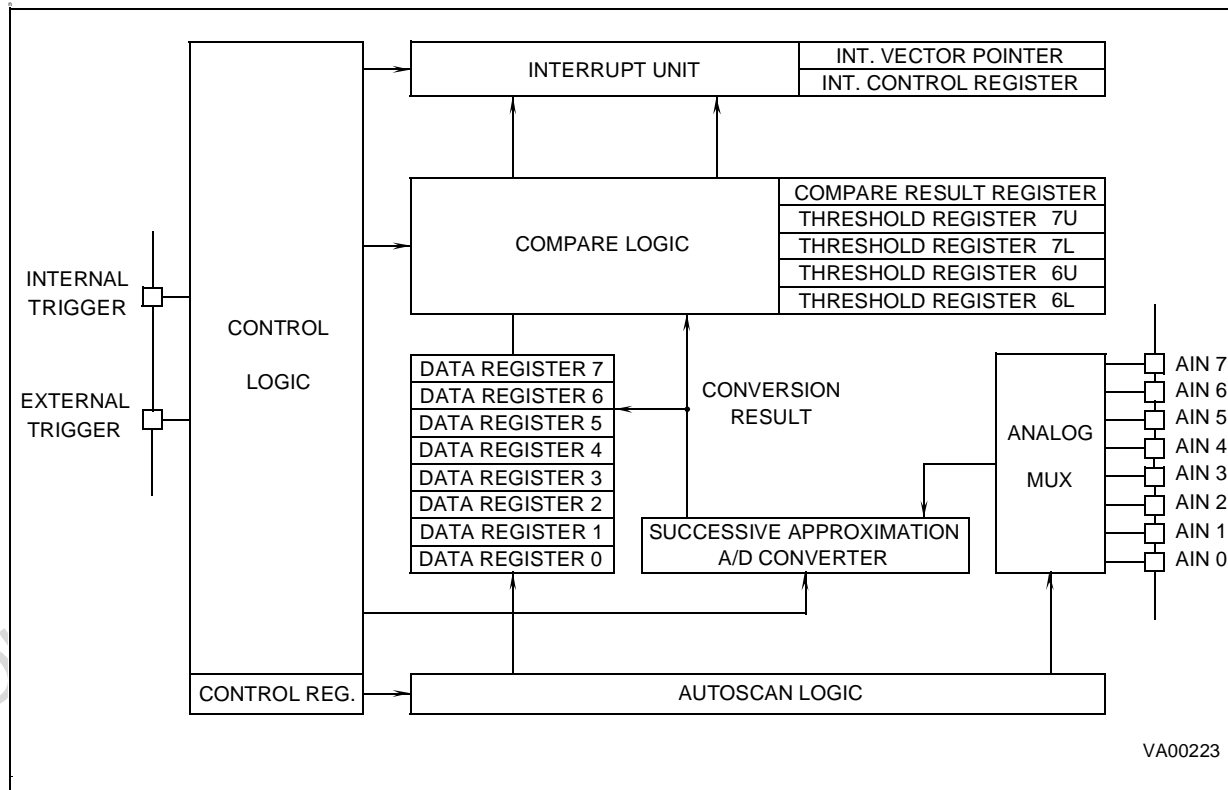 INTERRUPT UNIT
INT. VECTOR POINTER
INT. CONTROL REGISTER
COMPARE LOGIC
COMPARE RESULT REGISTER
THRESHOLD REGISTER 7U
THRESHOLD REGISTER 7L
THRESHOLD REGISTER 6U
THRESHOLD REGISTER 6L
INTERNAL
TRIGGER
EXTERNAL
TRIGGER
CONTROL
LOGIC
DATA REGISTER 7
DATA REGISTER 6
DATA REGISTER 5
DATA REGISTER 4
DATA REGISTER 3
DATA REGISTER 2
DATA REGISTER 1
DATA REGISTER 0
CONVERSION
RESULT
SUCCESSIVE APPROXIMATION
A/D CONVERTER
ANALOG
MUX
AIN 7
AIN 6
AIN 5
AIN 4
AIN 3
AIN 2
AIN 1
AIN 0
CONTROL REG.
AUTOSCAN LOGIC
VA00223